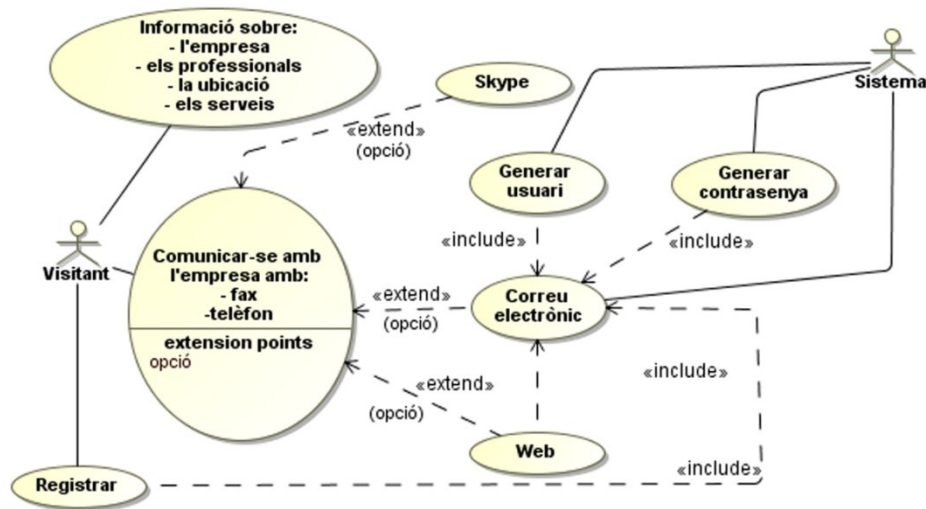 Informació sobre:
- l'empresa
- els professionals
- la ubicació
- els serveis
Skype
Sistema
«extend»
(opció)
Generar
usuari
Generar
contrasenya
Visitant
Comunicar-se amb
l'empresa amb:
- fax
-telèfon
extension points
opció
«include»
«include»
«extend»
(opció)
Correu
electrònic
«extend»
(opció)
«include»
Web
Registrar
«include»